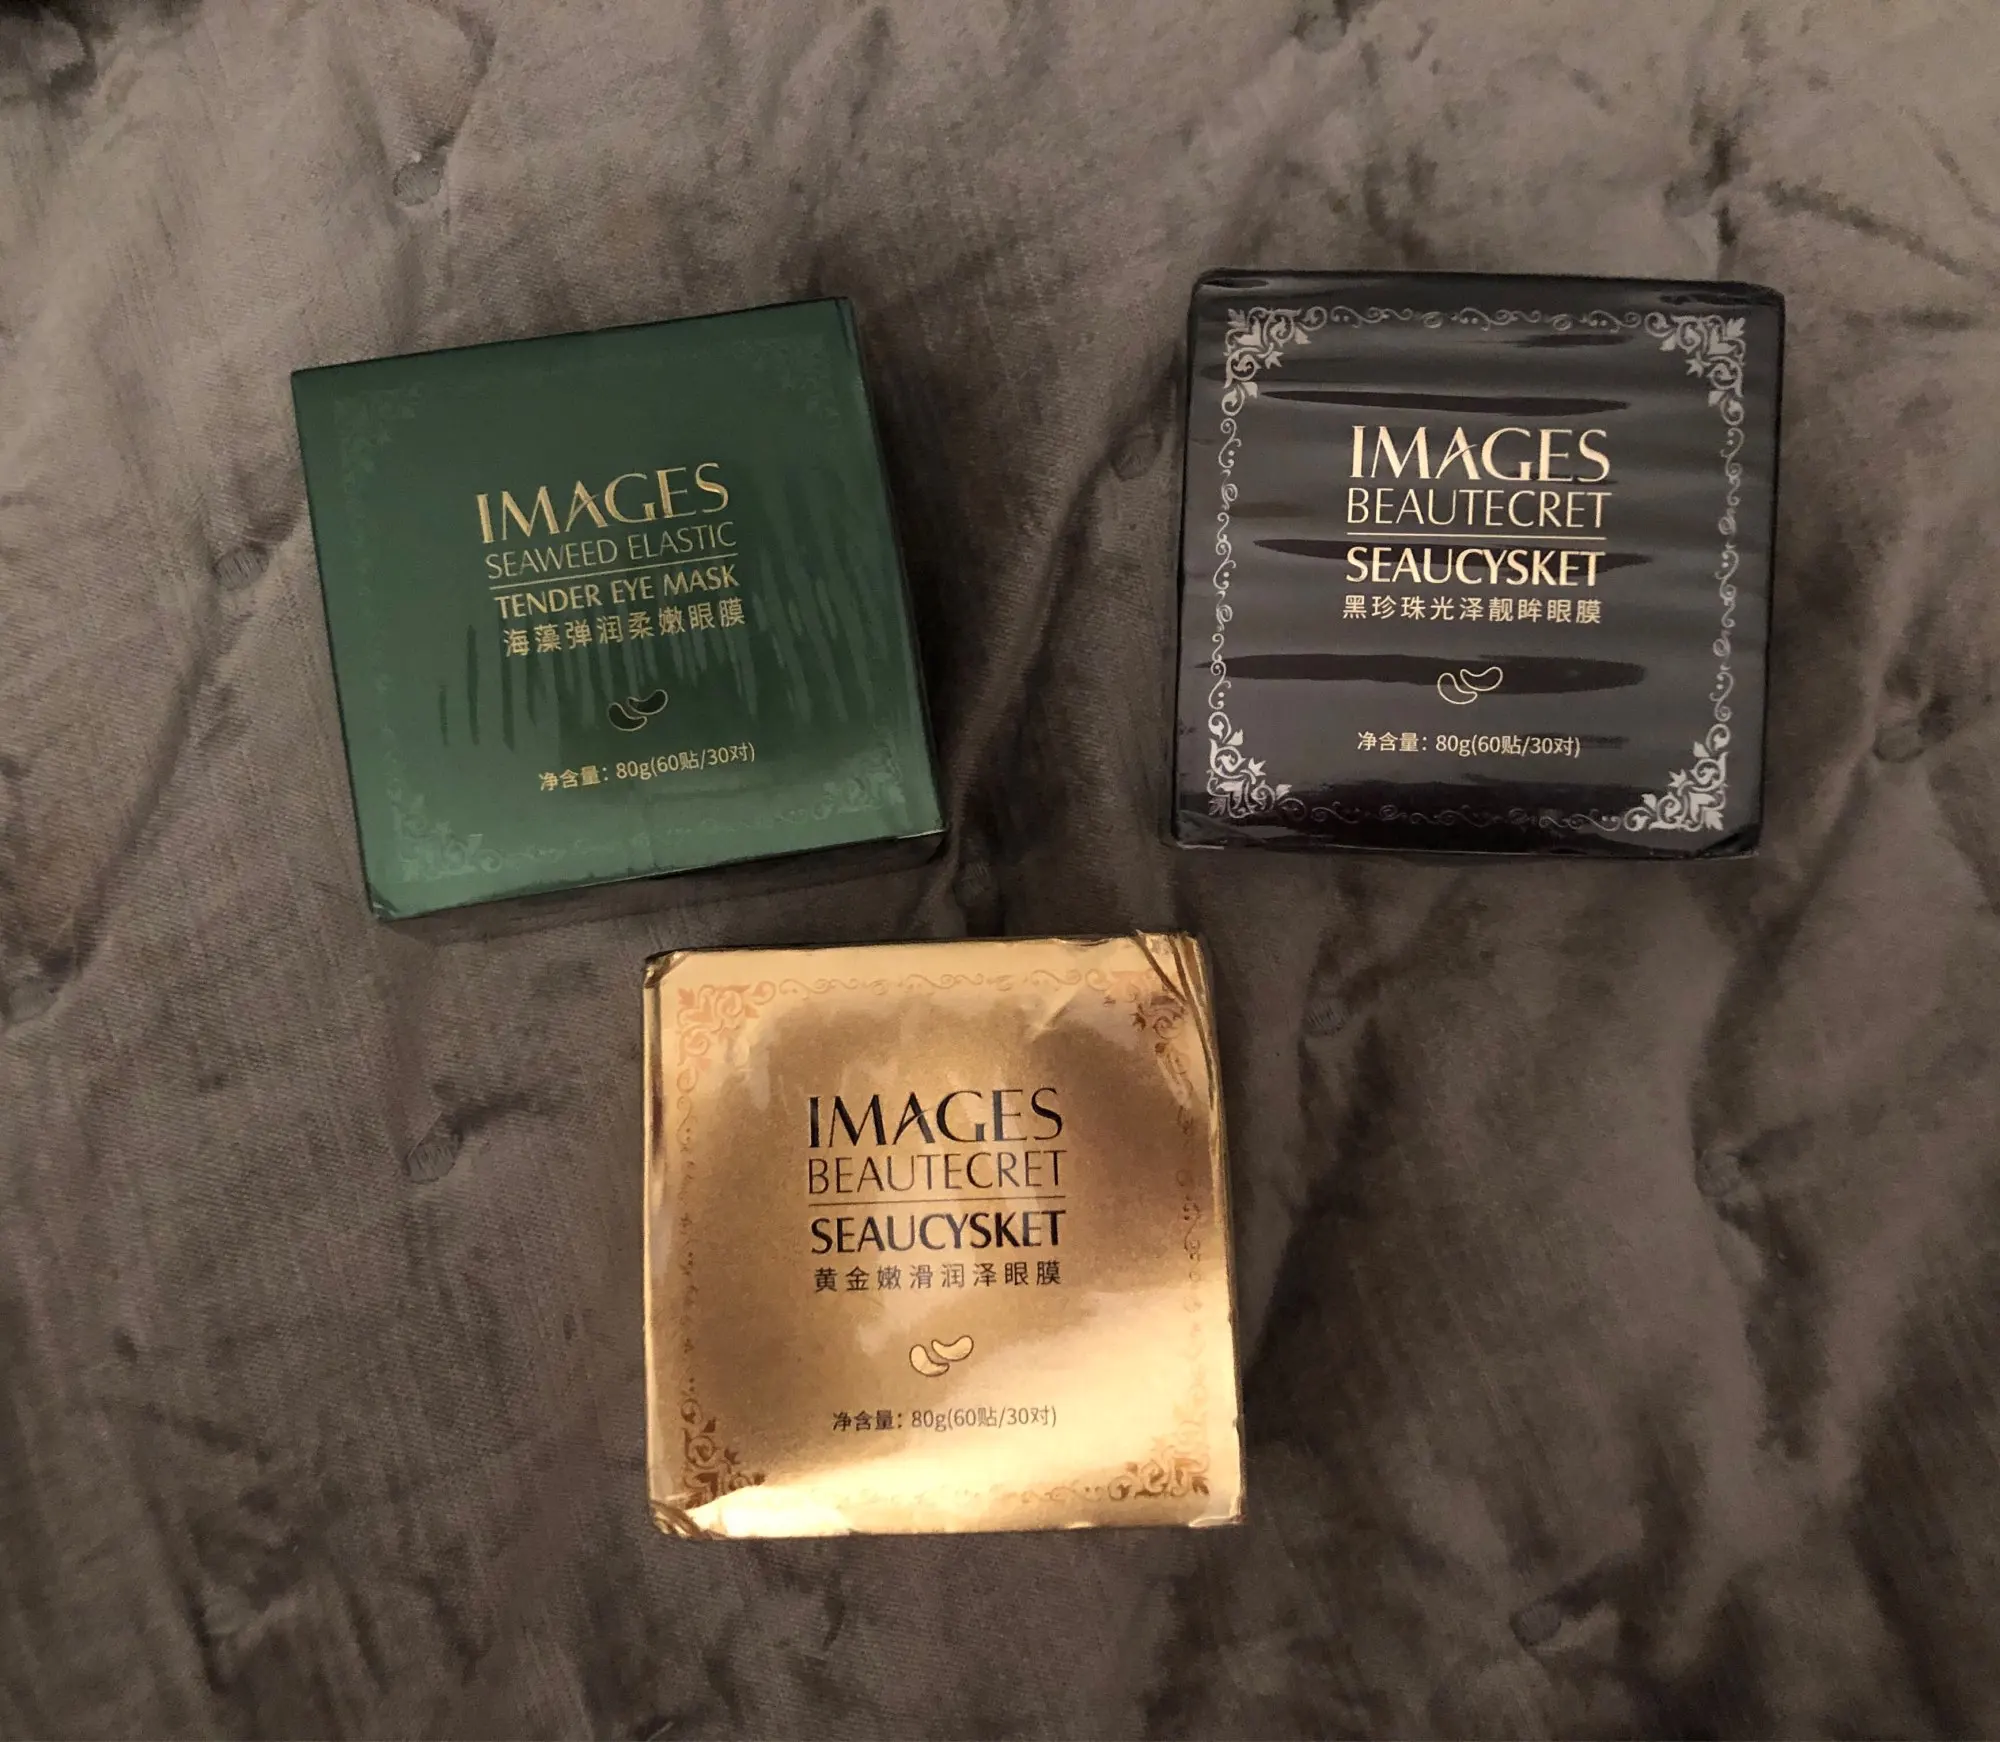 IMAGES
SEAWEED ELASTIC
TENDER EYE MASK
海藻弹润柔嫩眼膜
净含量：80g(60贴/30对)
IMAGES
BEAUTECRET
SEAUCYSKET
黑珍珠光泽靓眸眼膜
净含量：80g(60贴/30对)
IMAGES
BEAUTECRET
SEAUCYSKET
黄金嫩滑润泽眼膜
净含量：80g(60贴/30对)